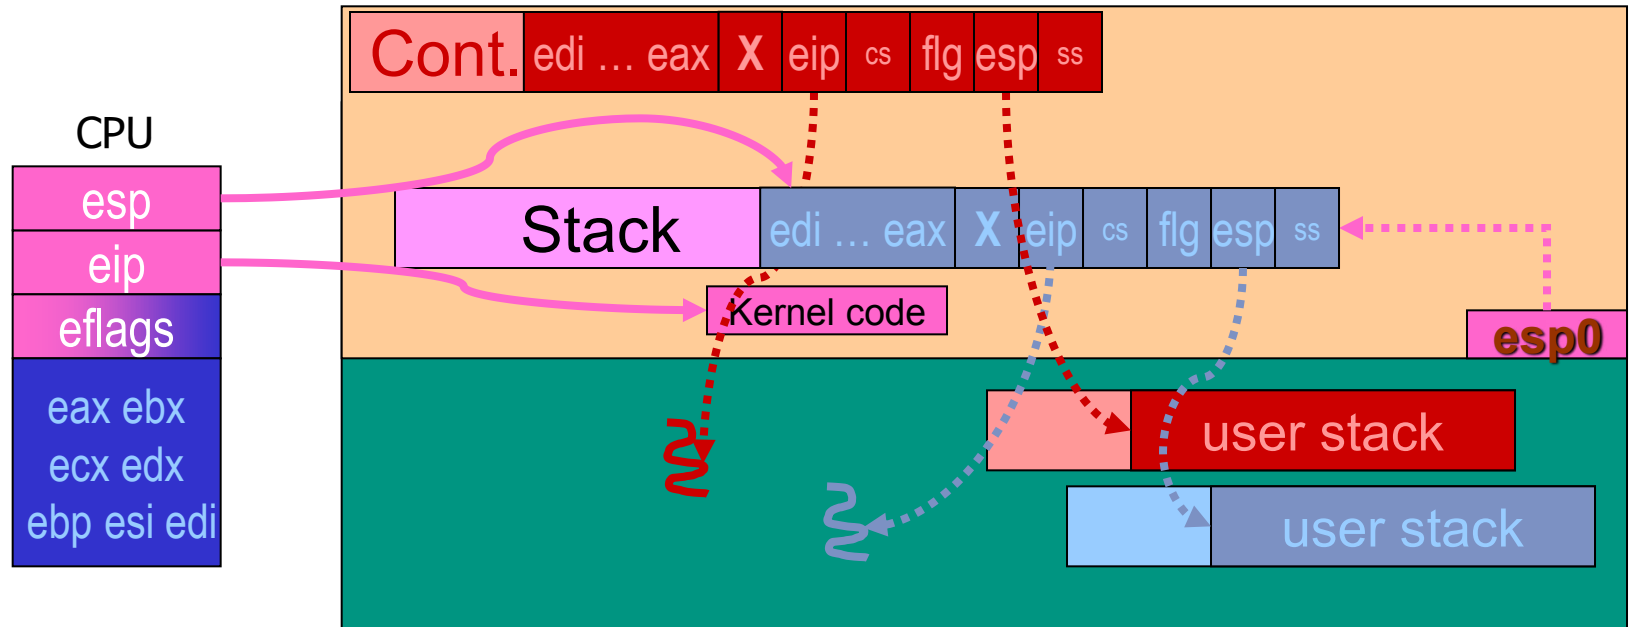 Cont. edi ... eax X eip cs flg esp ss
CPU
esp
Stack edi ... eax X eip cs flg esp ss
eip
Kernel code
eflags
esp0
eax ebx
user stack
ecx edx
ebp esi edi
user stack